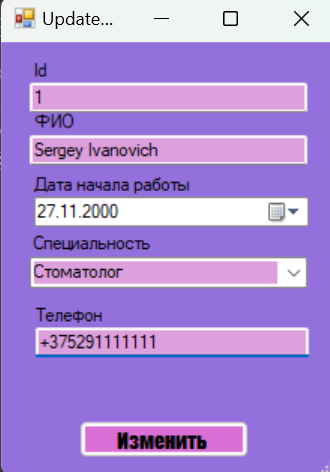 Update...
Id
1
ФИО
Sergey Ivanovich
Дата начала работы
27.11.2000
Специальность
Стоматолог
Телефон
+375291111111
Изменить